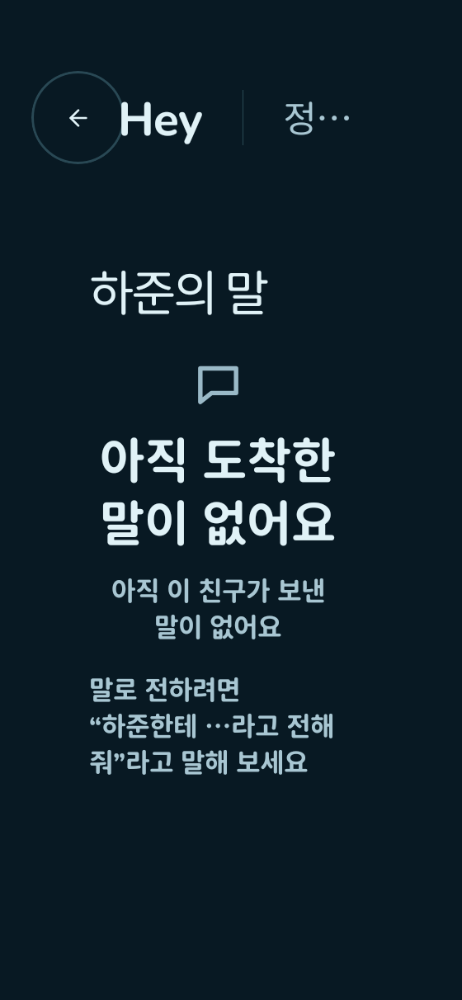 Hey 정…
하준의 말
아직 도착한
말이 없어요
아직 이 친구가 보낸
말이 없어요
말로 전하려면
“하준한테 …라고 전해
줘”라고 말해 보세요